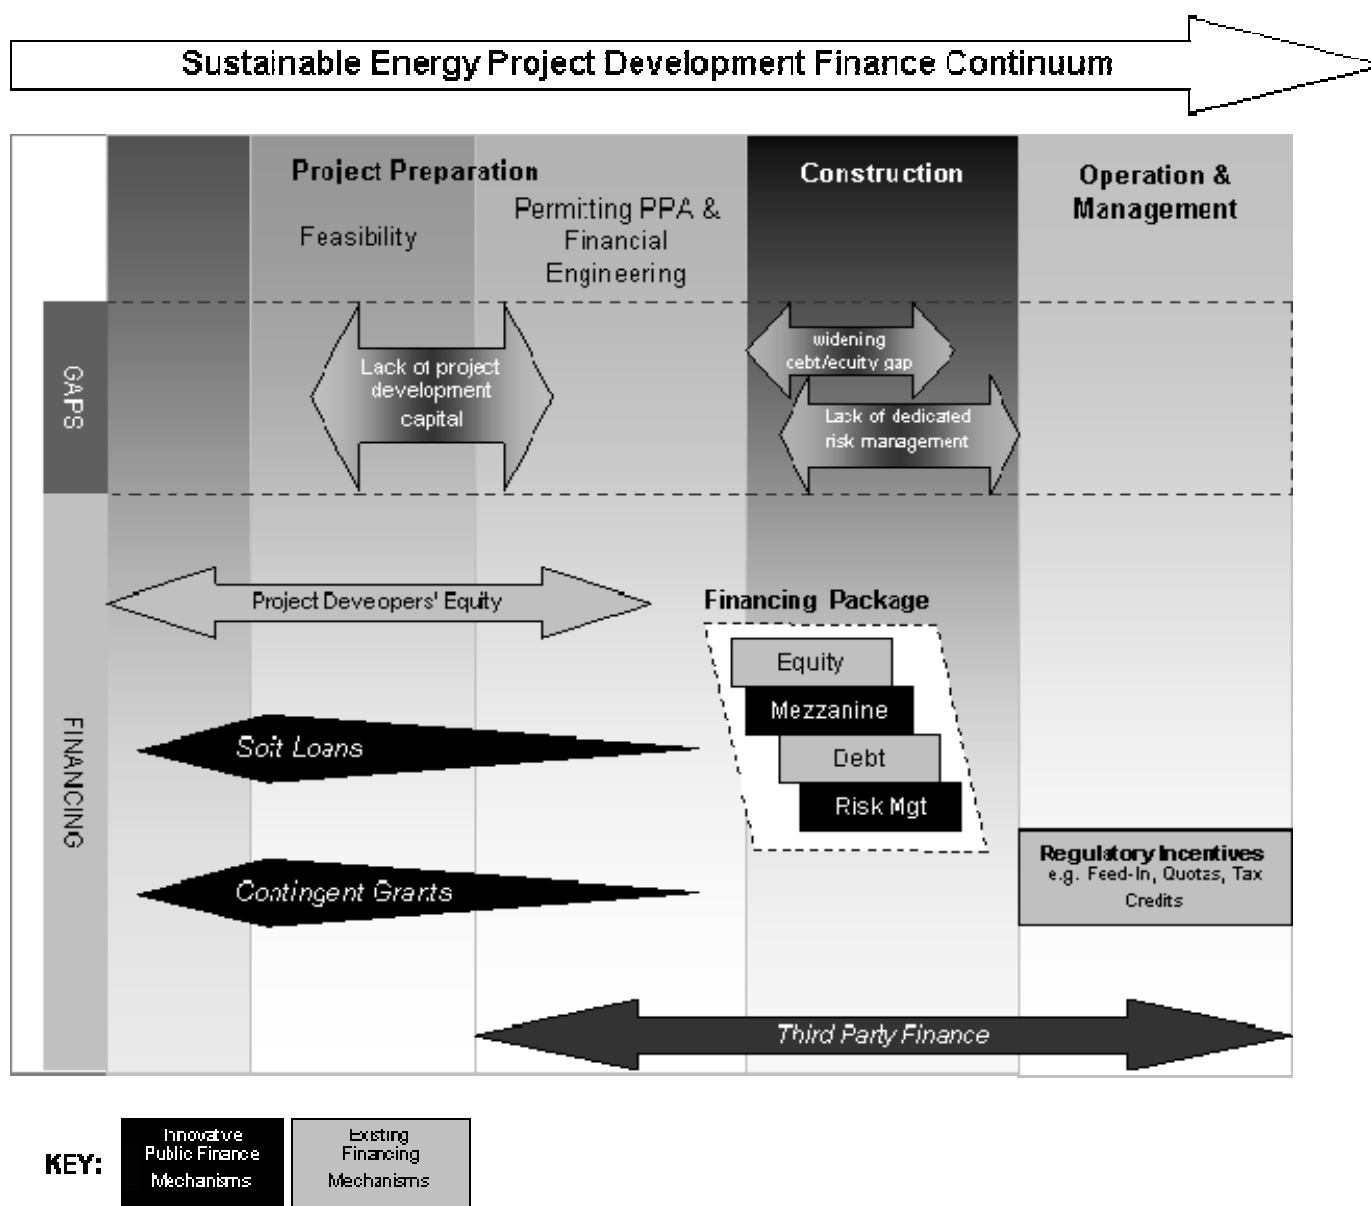 Sustainable Energy Project Development Finance Continuum
Project Preparation
Feasibility
Permitting PPA &
Financial
Engineering
Construction
Operation &
Management
GAPS
Lack of project
development
capital
widening
debt/equity gap
Lack of dedicated
risk management
FINANCING
Project Deveopers' Equity
Soft Loans
Contingent Grants
Financing Package
Equity
Mezzanine
Debt
Risk Mgt
Regulatory Incentives
e.g. Feed-In, Quotas, Tax
Credits
Third Party Finance
KEY:
Innovative
Public Finance
Mechanisms
Existing
Financing
Mechanisms